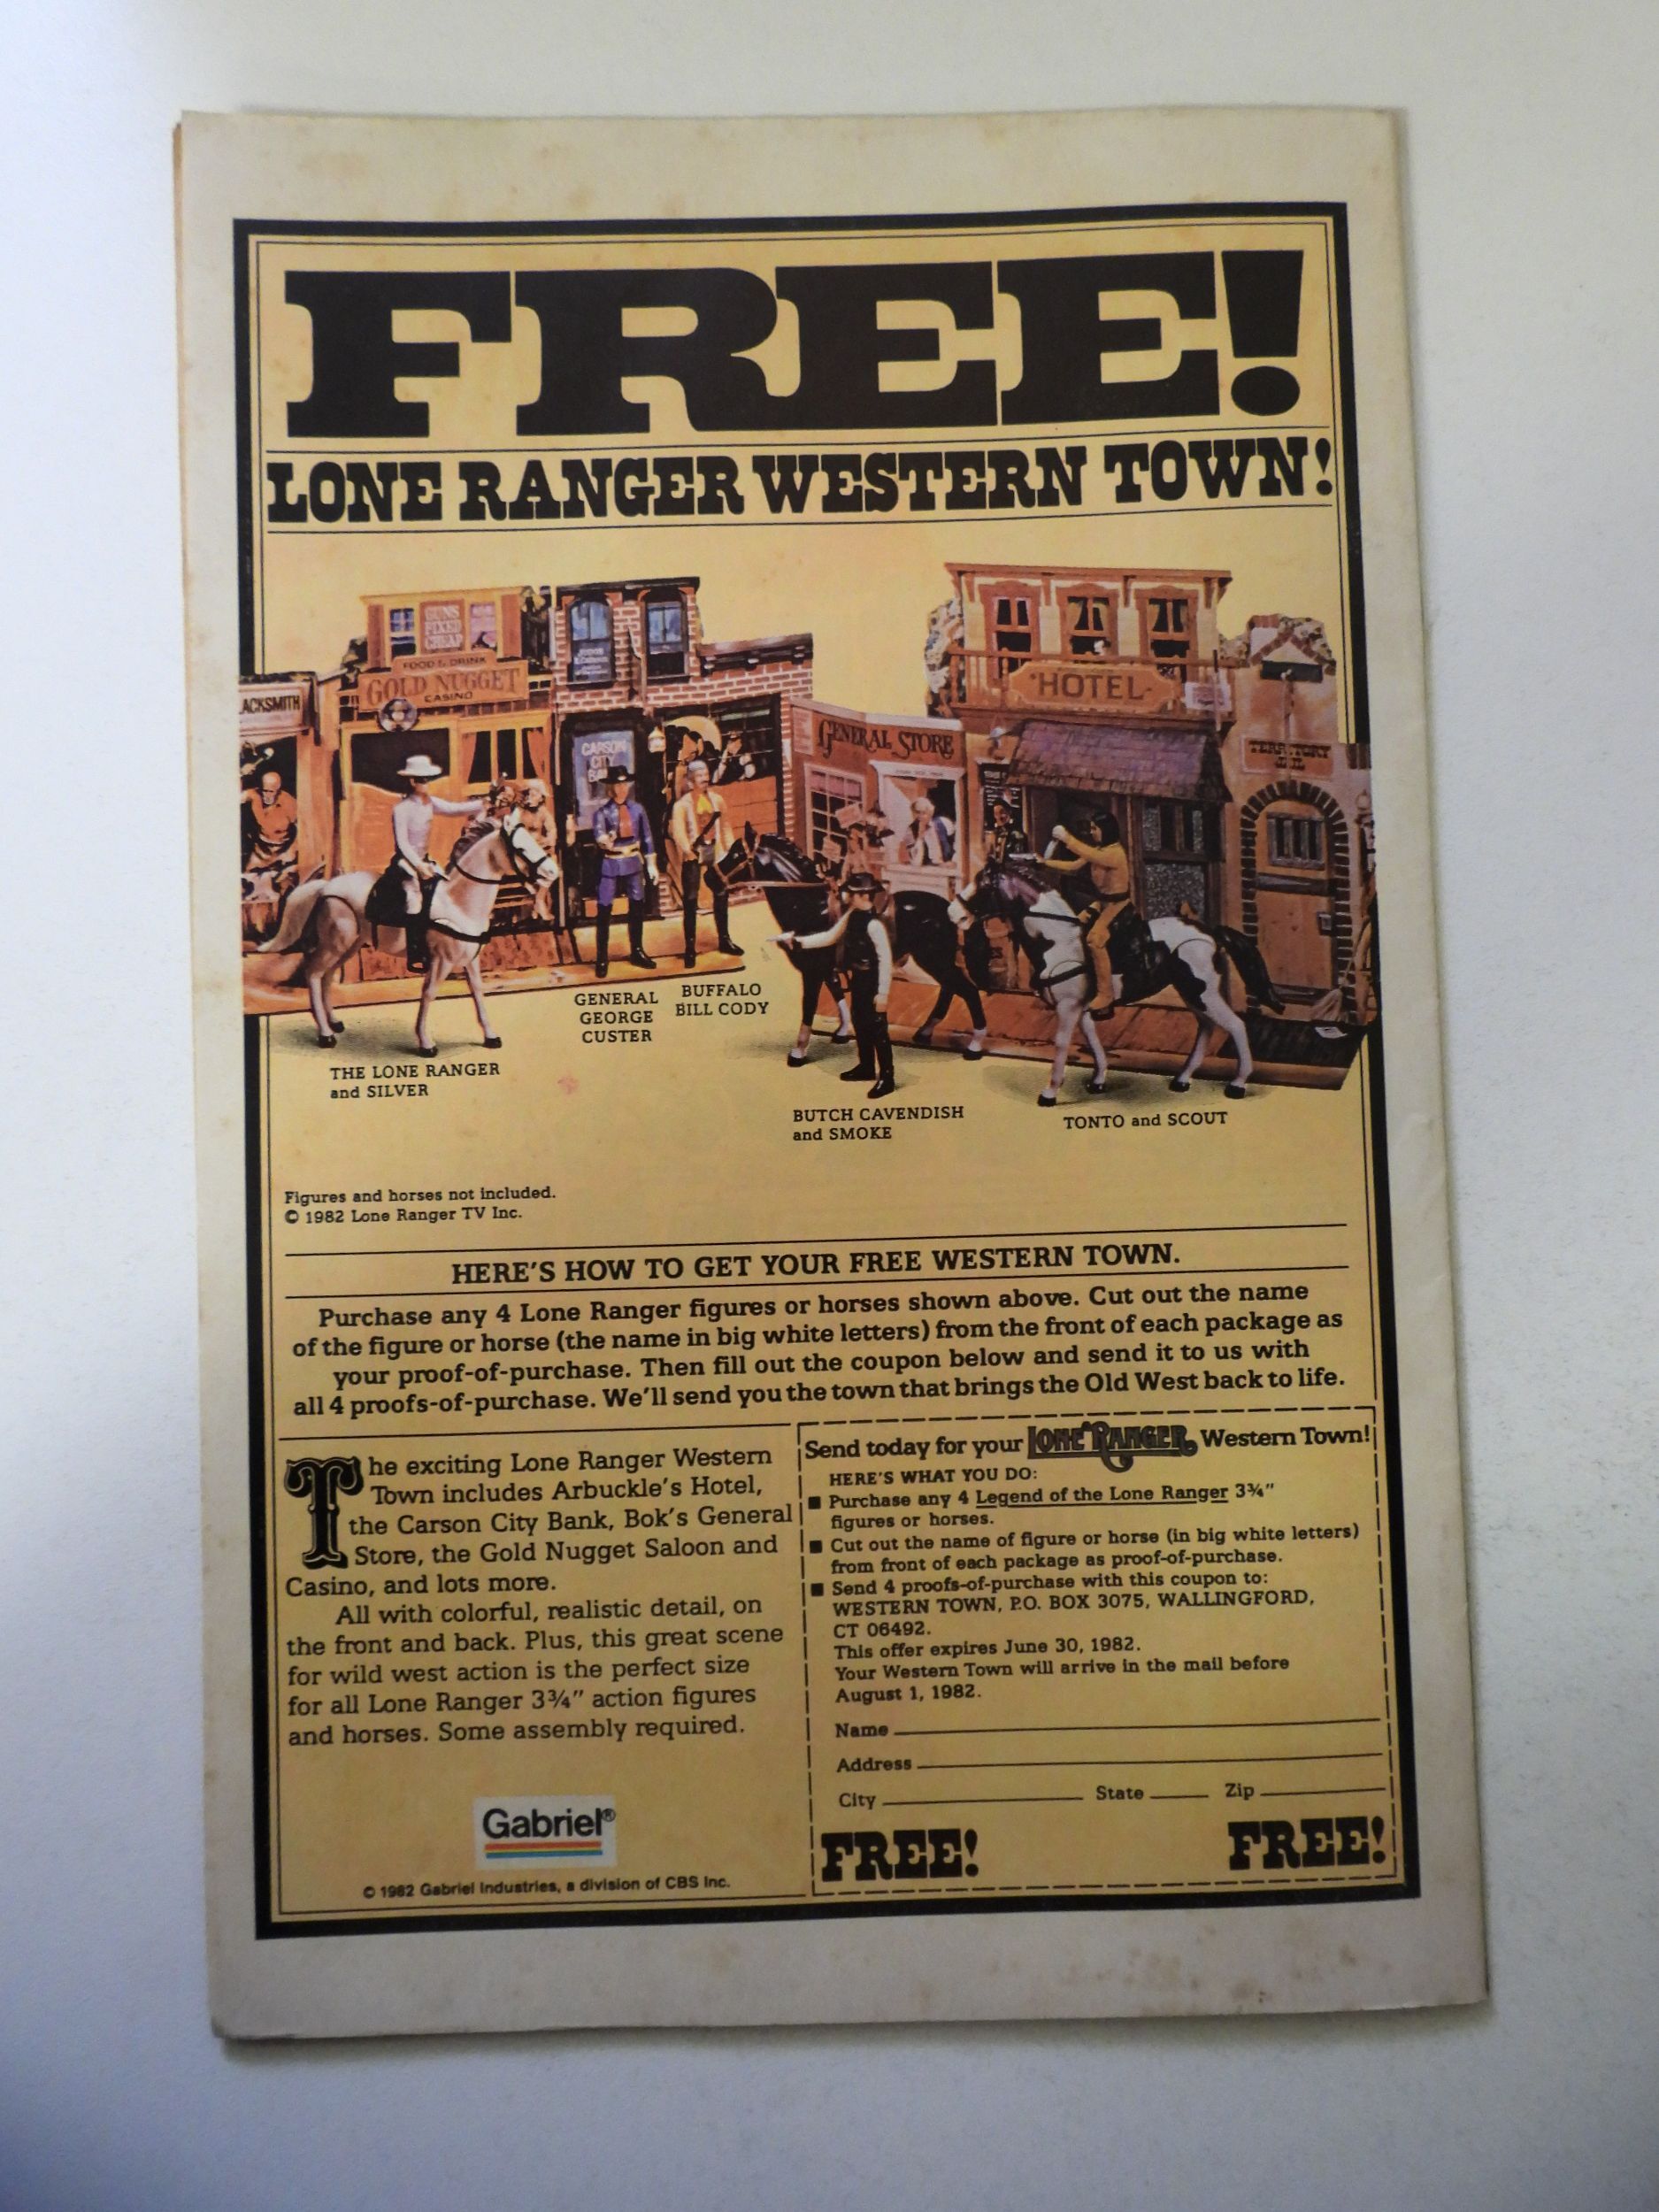 FREE!
LONE RANGER WESTERN TOWN!
GUNS
FIXED
CHEAP
FOOD & DRINK
GOLD NUGGET
CASINO
ACKSMITH
CARSON
CITY
GENERAL STORE
HOTEL
GENERAL
GEORGE
CUSTER
BUFFALO
BILL CODY
THE LONE RANGER
and SILVER
BUTCH CAVENDISH
and SMOKE
TONTO and SCOUT
Figures and horses not included.
© 1982 Lone Ranger TV Inc.
HERE'S HOW TO GET YOUR FREE WESTERN TOWN.
Purchase any 4 Lone Ranger figures or horses shown above. Cut out the name
of the figure or horse (the name in big white letters) from the front of each package as
your proof-of-purchase. Then fill out the coupon below and send it to us with
all 4 proofs-of-purchase. We'll send you the town that brings the Old West back to life.
The exciting Lone Ranger Western
Town includes Arbuckle's Hotel,
the Carson City Bank, Bok's General
Store, the Gold Nugget Saloon and
Casino, and lots more.
All with colorful, realistic detail, on
the front and back. Plus, this great scene
for wild west action is the perfect size
for all Lone Ranger 3¾" action figures
and horses. Some assembly required.
Gabriel®
© 1982 Gabriel Industries, a division of CBS Inc.
Send today for your LONE RANGER Western Town!
HERE'S WHAT YOU DO:
■ Purchase any 4 Legend of the Lone Ranger 3¾"
figures or horses.
■ Cut out the name of figure or horse (in big white letters)
from front of each package as proof-of-purchase.
■ Send 4 proofs-of-purchase with this coupon to:
WESTERN TOWN, P.O. BOX 3075, WALLINGFORD,
CT 06492.
This offer expires June 30, 1982.
Your Western Town will arrive in the mail before
August 1, 1982.
Name
Address
City State Zip
FREE! FREE!